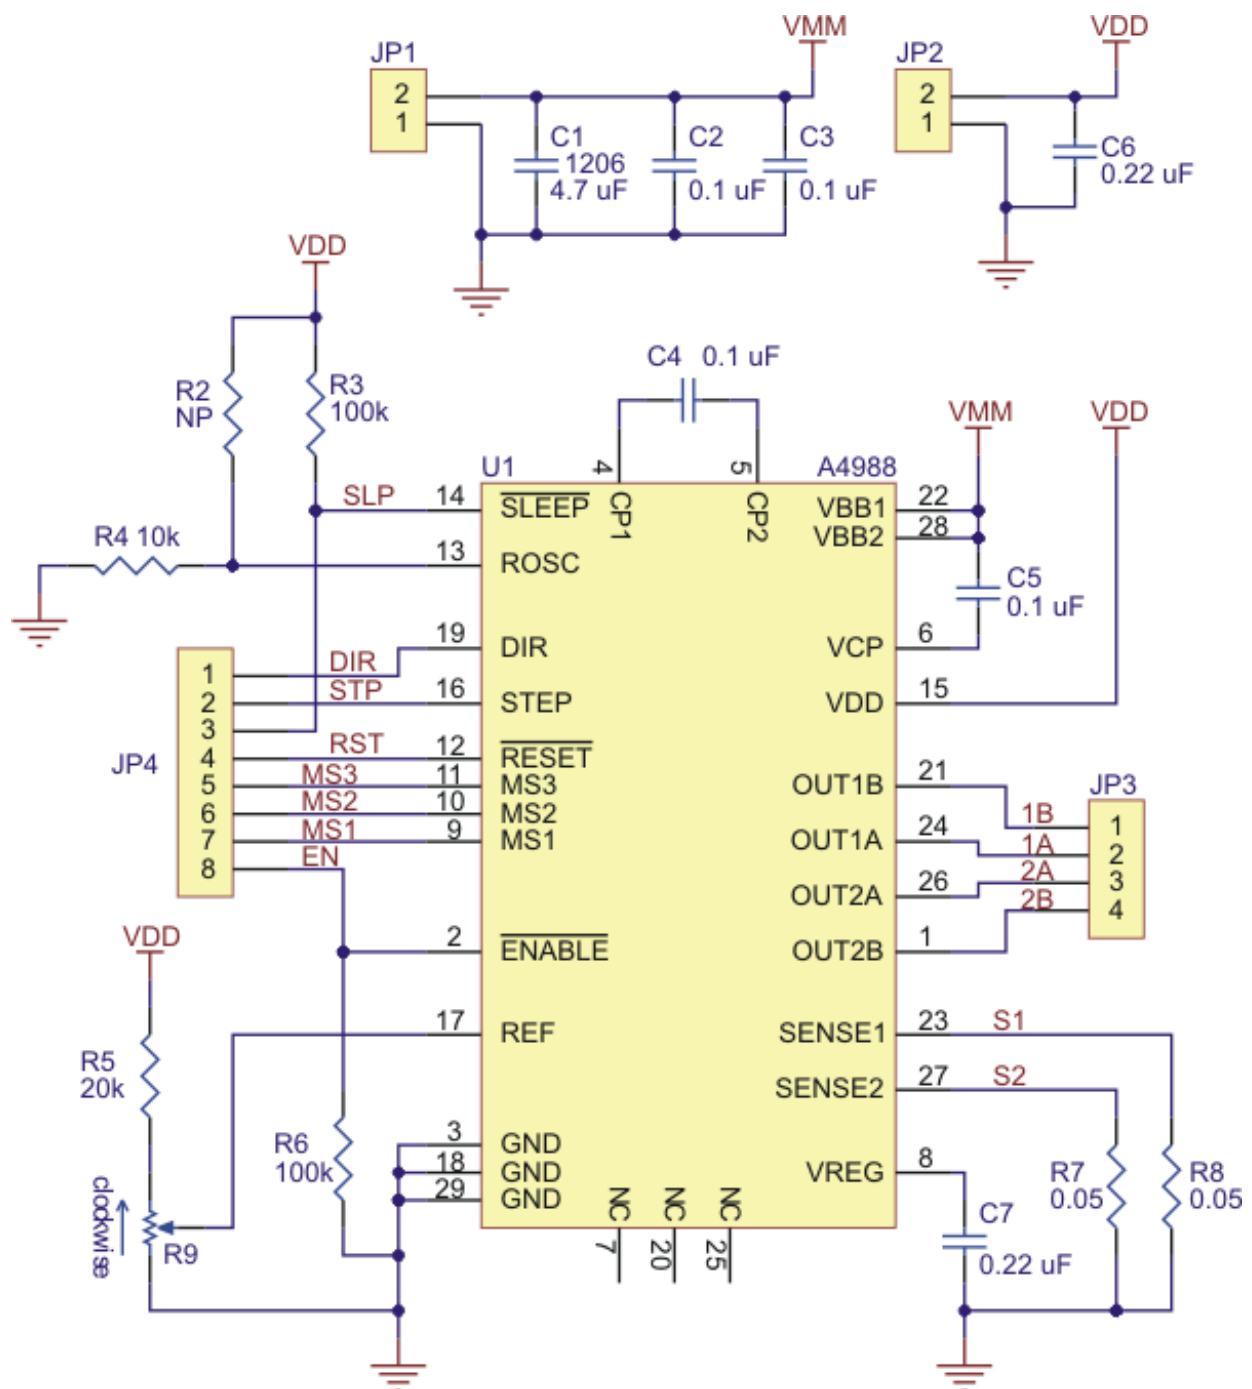 VMM
VDD
JP1
JP2
2
1
C1
1206
4.7 uF
C2
0.1 uF
C3
0.1 uF
2
1
C6
0.22 uF
VDD
R2
NP
R3
100k
C4 0.1 uF
VMM
VDD
U1
4
5
A4988
SLP
14
SLEEP
CP1
CP2
VBB1
22
VBB2
28
R4 10k
13
ROSC
C5
0.1 uF
19
DIR
VCP
6
1
DIR
2
STP
16
STEP
VDD
15
3
JP4
4
RST
12
RESET
5
MS3
11
MS3
6
MS2
10
MS2
7
MS1
9
MS1
8
EN
OUT1B
21
JP3
1B
1
OUT1A
24
1A
2
2A
3
OUT2A
26
2B
4
VDD
2
ENABLE
OUT2B
1
17
REF
SENSE1
23
S1
R5
20k
SENSE2
27
S2
R6
100k
3
GND
18
GND
29
GND
VREG
8
R7
0.05
R8
0.05
clockwise
R9
NC
NC
NC
7
20
25
C7
0.22 uF